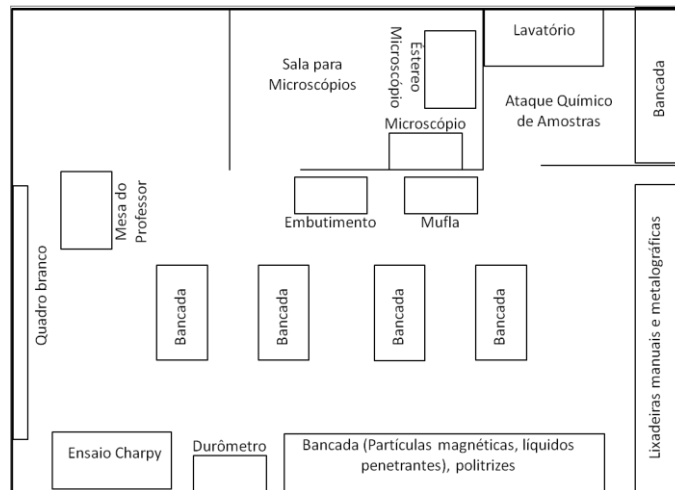 Lavatório
Sala para
Microscópios
Éstereo
Microscópio
Ataque Químico
de Amostras
Bancada
Microscópio
Mesa do
Professor
Embutimento
Mufla
Quadro branco
Bancada
Bancada
Bancada
Bancada
Lixadeiras manuais e metalográficas
Ensaio Charpy
Durômetro
Bancada (Partículas magnéticas, líquidos
penetrantes), politrizes